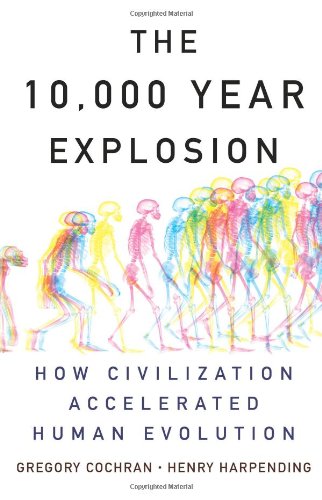 THE
10,000 YEAR
EXPLOSION
HOW CIVILIZATION
ACCELERATED
HUMAN EVOLUTION
GREGORY COCHRAN • HENRY HARPENDING